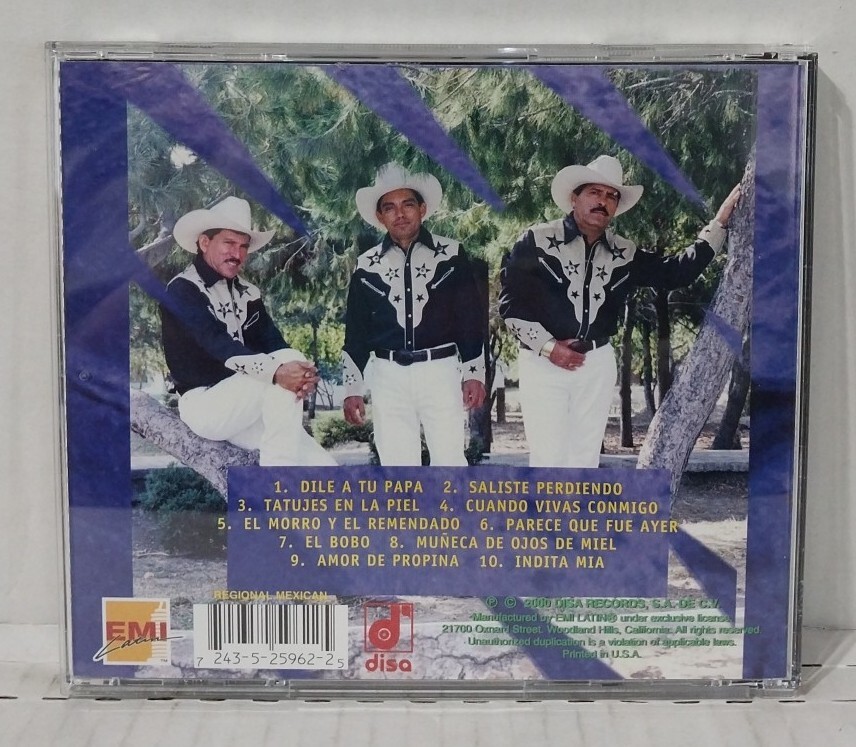 1. DILE A TU PAPA 2. SALISTE PERDIENDO
3. TATUJES EN LA PIEL 4. CUANDO VIVAS CONMIGO
5. EL MORRO Y EL REMENDADO 6. PARECE QUE FUE AYER
7. EL BOBO 8. MUÑECA DE OJOS DE MIEL
9. AMOR DE PROPINA 10. INDITA MIA
EMI
Latin
TM
REGIONAL MEXICAN
7 243-5-25962-2 5
d
disa
℗ © 2000 DISA RECORDS, S.A. DE C.V.
Manufactured by EMI LATIN® under exclusive license.
21700 Oxnard Street. Woodland Hills, California. All rights reserved.
Unauthorized duplication is a violation of applicable laws.
Printed in U.S.A.